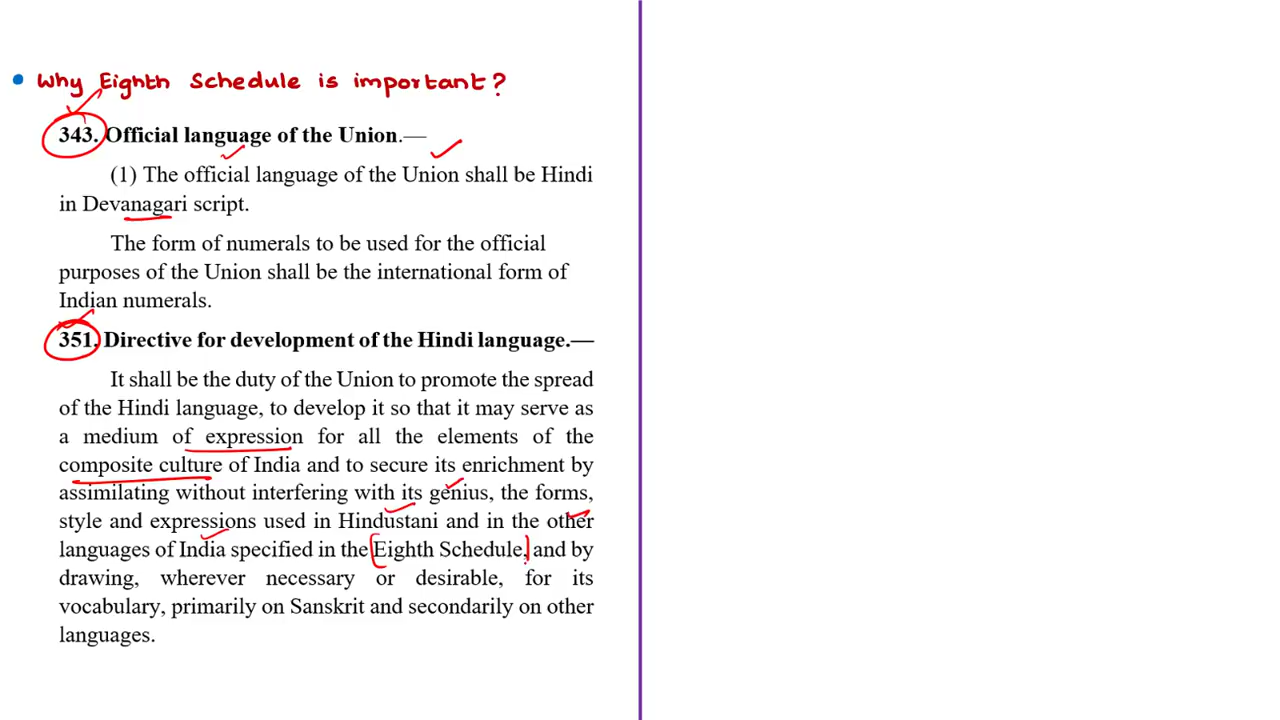 Why Eighth Schedule is important?
343. Official language of the Union.—
(1) The official language of the Union shall be Hindi
in Devanagari script.
The form of numerals to be used for the official
purposes of the Union shall be the international form of
Indian numerals.
351. Directive for development of the Hindi language.—
It shall be the duty of the Union to promote the spread
of the Hindi language, to develop it so that it may serve as
a medium of expression for all the elements of the
composite culture of India and to secure its enrichment by
assimilating without interfering with its genius, the forms,
style and expressions used in Hindustani and in the other
languages of India specified in the Eighth Schedule, and by
drawing, wherever necessary or desirable, for its
vocabulary, primarily on Sanskrit and secondarily on other
languages.